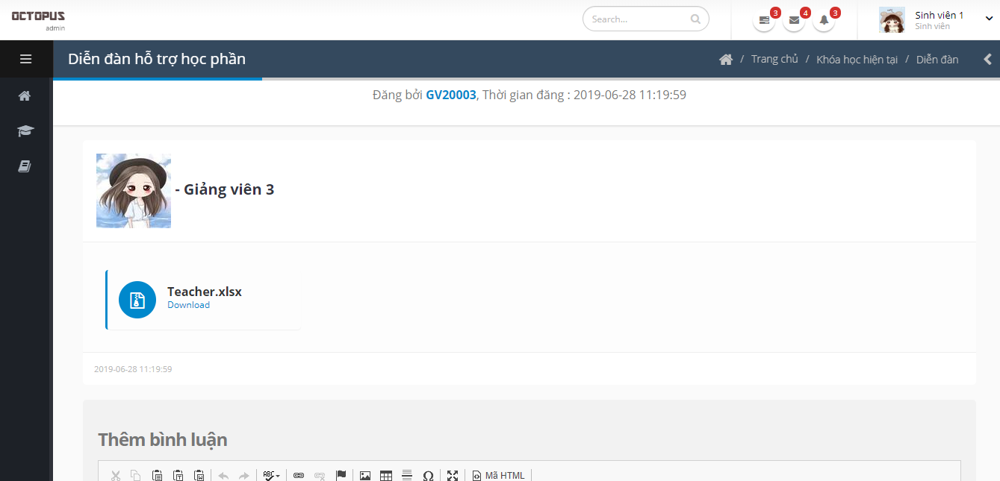 OCTOPUS
admin
Search...
3
4
3
Sinh viên 1
Sinh viên
Diễn đàn hỗ trợ học phần
/ Trang chủ / Khóa học hiện tại / Diễn đàn
Đăng bởi GV20003, Thời gian đăng : 2019-06-28 11:19:59
- Giảng viên 3
Teacher.xlsx
Download
2019-06-28 11:19:59
Thêm bình luận
ABC
Ω
Mã HTML